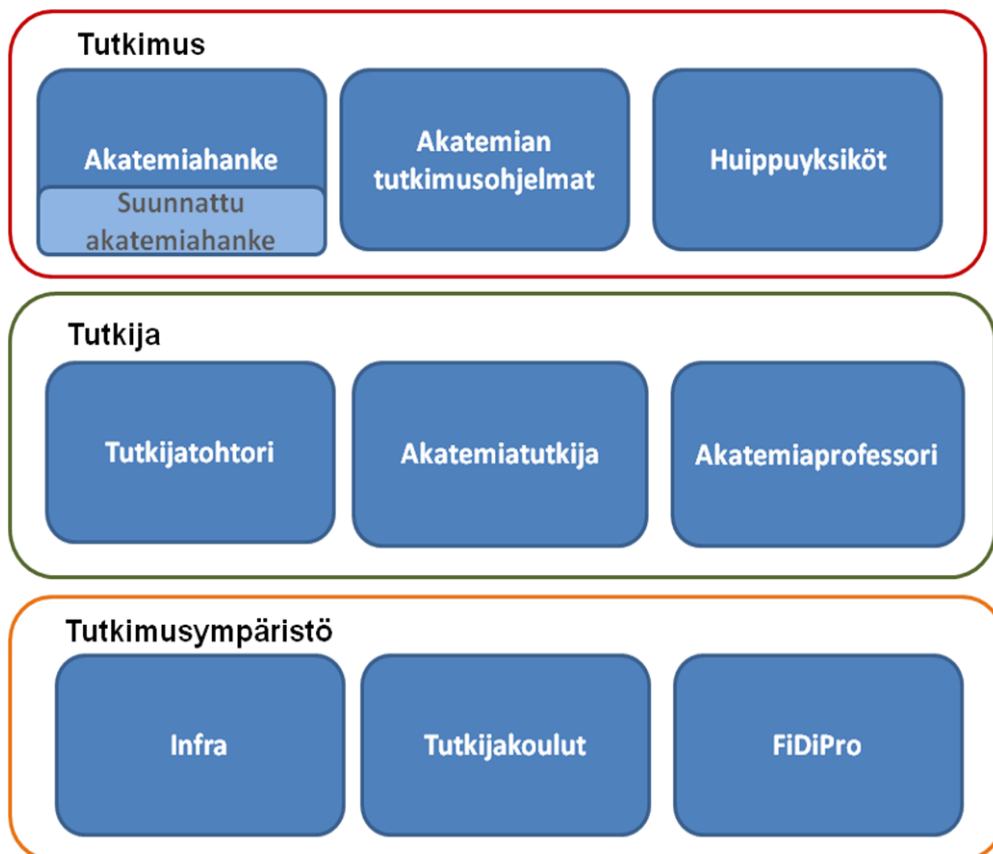 Tutkimus
Akatemiahanke
Suunnattu
akatemiahanke
Akatemian
tutkimusohjelmat
Huippuyksiköt
Tutkija
Tutkijatohtori
Akatemiatutkija
Akatemiaprofessori
Tutkimusympäristö
Infra
Tutkijakoulut
FiDiPro